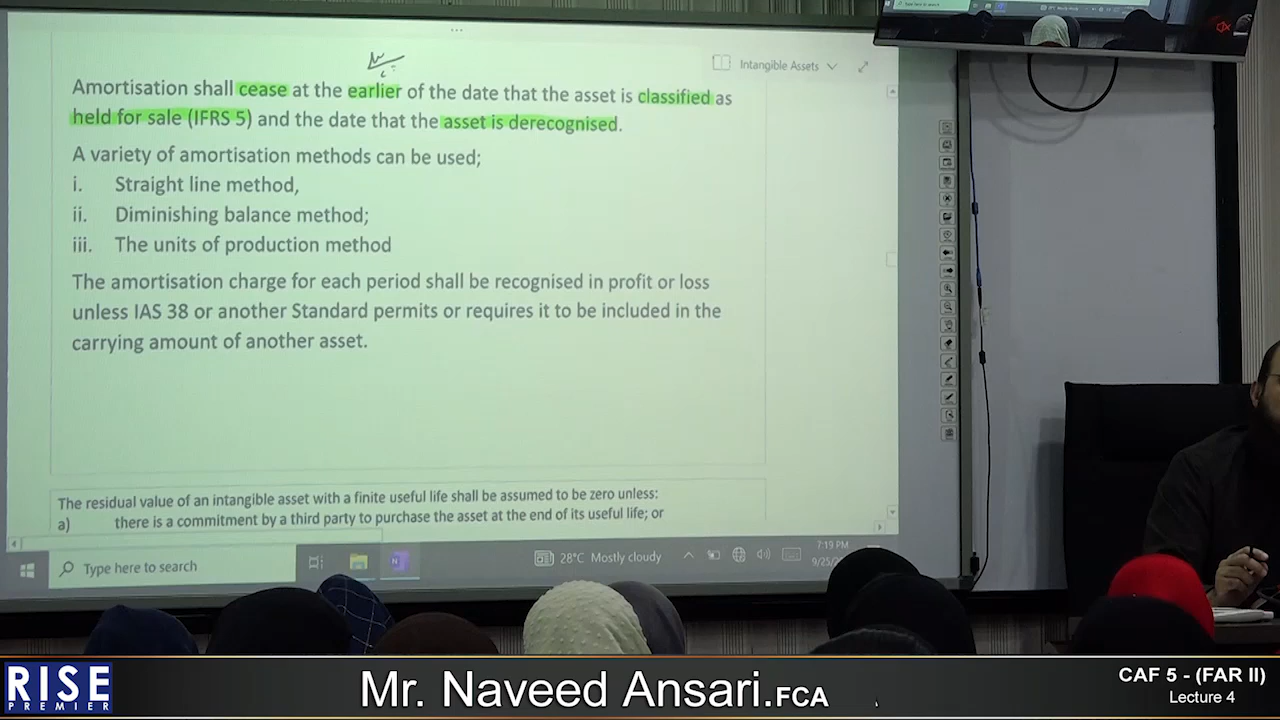 Intangible Assets
Amortisation shall cease at the earlier of the date that the asset is classified as
held for sale (IFRS 5) and the date that the asset is derecognised.
A variety of amortisation methods can be used;
i. Straight line method,
ii. Diminishing balance method;
iii. The units of production method
The amortisation charge for each period shall be recognised in profit or loss
unless IAS 38 or another Standard permits or requires it to be included in the
carrying amount of another asset.
The residual value of an intangible asset with a finite useful life shall be assumed to be zero unless:
a) there is a commitment by a third party to purchase the asset at the end of its useful life; or
Type here to search
28°C Mostly cloudy
7:19 PM
RISE
PREMIER
Mr. Naveed Ansari.FCA
CAF 5 - (FAR II)
Lecture 4